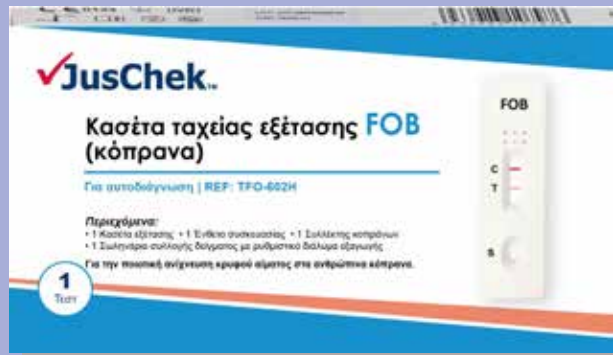 JusChek™
Κασέτα ταχείας εξέτασης FOB
(κόπρανα)
Για αυτοδιάγνωση | REF: TFO-602H
Περιεχόμενα:
• 1 Κασέτα εξέτασης • 1 Ένθετο συσκευασίας • 1 Συλλέκτης κοπράνων
• 1 Σωληνάριο συλλογής δείγματος με ρυθμιστικό διάλυμα εξαγωγής
Για την ποιοτική ανίχνευση κρυφού αίματος στα ανθρώπινα κόπρανα.
1
Τεστ
FOB
C
T
S